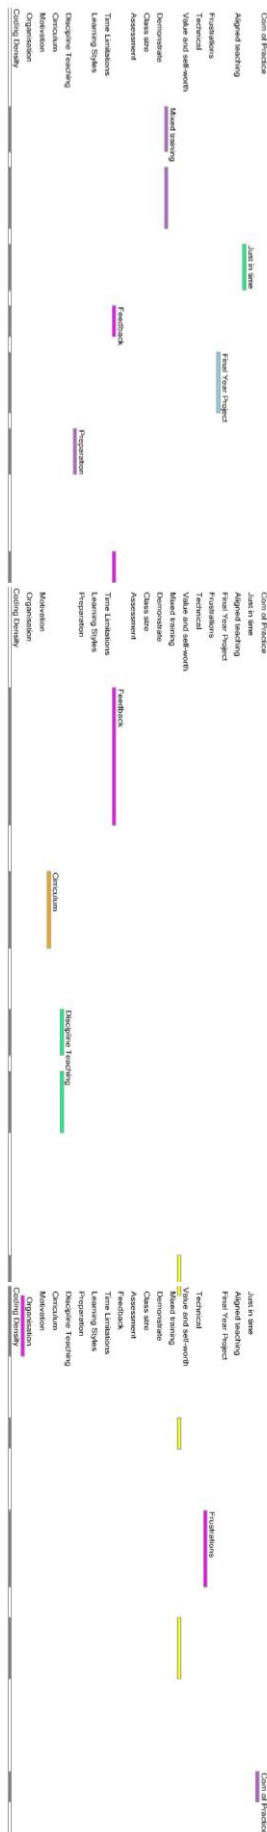 Com of Practice
Just in time
Aligned teaching
Final Year Project
Frustrations
Technical
Value and self-worth
Mixed training
Demonstrate
Class size
Assessment
Feedback
Time Limitations
Learning Styles
Preparation
Discipline Teaching
Cirriculum
Motivation
Organisation
Coding Density
Com of Practice
Just in time
Aligned teaching
Final Year Project
Frustrations
Technical
Value and self-worth
Mixed training
Demonstrate
Class size
Assessment
Feedback
Time Limitations
Learning Styles
Preparation
Discipline Teaching
Cirriculum
Motivation
Organisation
Coding Density
Com of Practice
Just in time
Aligned teaching
Final Year Project
Frustrations
Technical
Value and self-worth
Mixed training
Demonstrate
Class size
Assessment
Feedback
Time Limitations
Learning Styles
Preparation
Discipline Teaching
Cirriculum
Motivation
Organisation
Coding Density